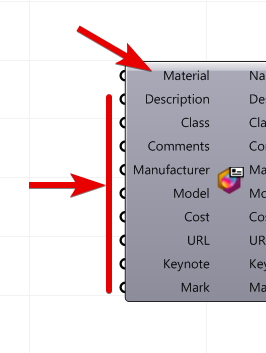 Material Na
Description De
Class Cla
Comments Co
Manufacturer Ma
Model Mo
Cost Co
URL UR
Keynote Key
Mark Ma